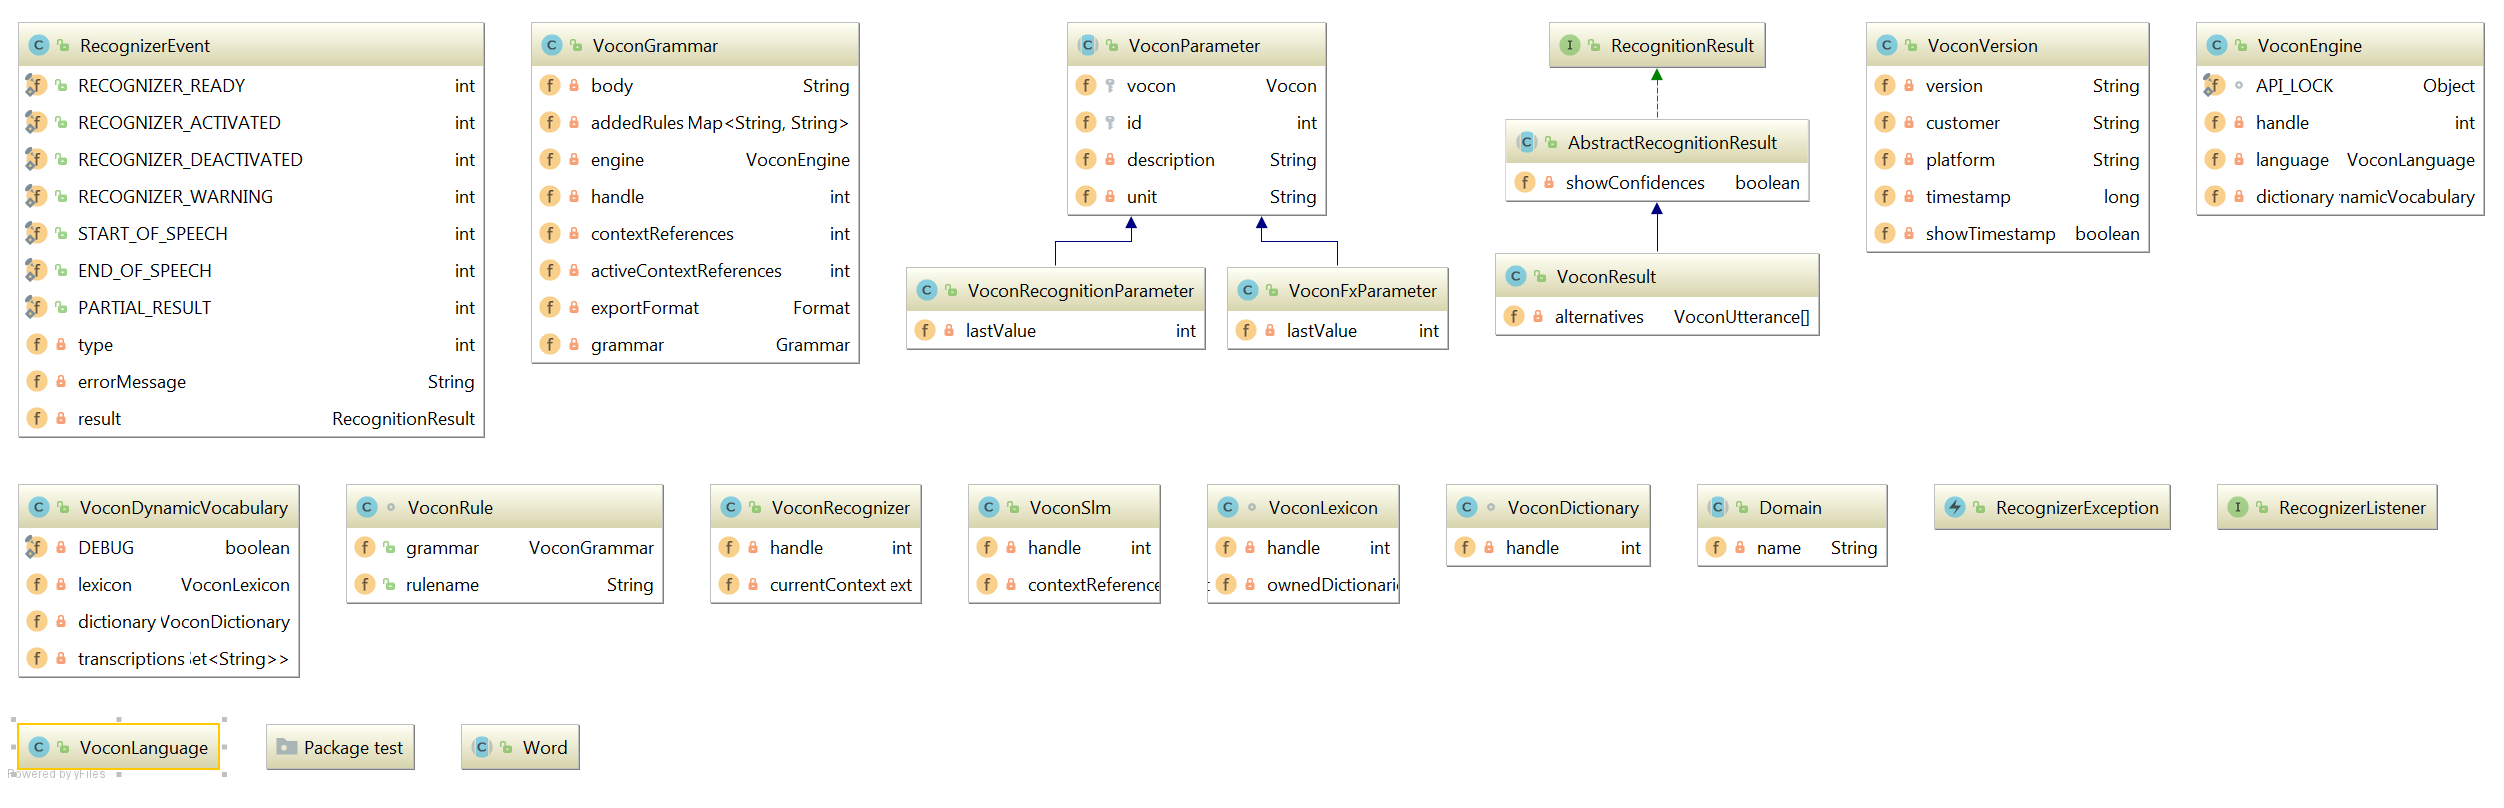 RecognizerEvent
RECOGNIZER_READY int
RECOGNIZER_ACTIVATED int
RECOGNIZER_DEACTIVATED int
RECOGNIZER_WARNING int
START_OF_SPEECH int
END_OF_SPEECH int
PARTIAL_RESULT int
type int
errorMessage String
result RecognitionResult
VoconGrammar
body String
addedRules Map<String, String>
engine VoconEngine
handle int
contextReferences int
activeContextReferences int
exportFormat Format
grammar Grammar
VoconParameter
vocon Vocon
id int
description String
unit String
VoconRecognitionParameter
lastValue int
VoconFxParameter
lastValue int
RecognitionResult
AbstractRecognitionResult
showConfidences boolean
VoconResult
alternatives VoconUtterance[]
VoconVersion
version String
customer String
platform String
timestamp long
showTimestamp boolean
VoconEngine
API_LOCK Object
handle int
language VoconLanguage
dictionary namicVocabulary
VoconDynamicVocabulary
DEBUG boolean
lexicon VoconLexicon
dictionary VoconDictionary
transcriptions et<String>>
VoconRule
grammar VoconGrammar
rulename String
VoconRecognizer
handle int
currentContext ext
VoconSlm
handle int
contextReference
VoconLexicon
handle int
ownedDictionari
VoconDictionary
handle int
Domain
name String
RecognizerException
RecognizerListener
VoconLanguage
Package test
Word
Powered by yFiles